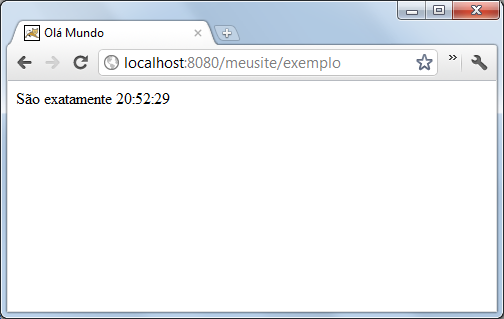 Olá Mundo
localhost:8080/meusite/exemplo
São exatamente 20:52:29